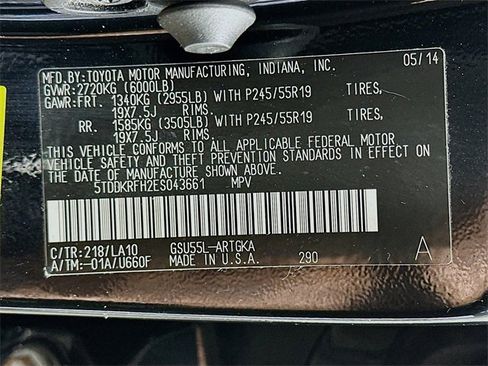 MFD.BY:TOYOTA MOTOR MANUFACTURING, INDIANA, INC. 05/14
GVWR:2720KG (6000LB)
GAWR:FRT. 1340KG (2955LB) WITH P245/55R19 TIRES,
19X7.5J RIMS
RR. 1585KG (3505LB) WITH P245/55R19 TIRES,
19X7.5J RIMS.
THIS VEHICLE CONFORMS TO ALL APPLICABLE FEDERAL MOTOR
VEHICLE SAFETY, BUMPER, AND THEFT PREVENTION STANDARDS
IN EFFECT ON THE DATE OF MANUFACTURE SHOWN ABOVE.
5TDDKRFH2ES043661 MPV
C/TR:218/LA10 GSU55L-ARTGKA A
A/TM:-01A/U660F MADE IN U.S.A. 290